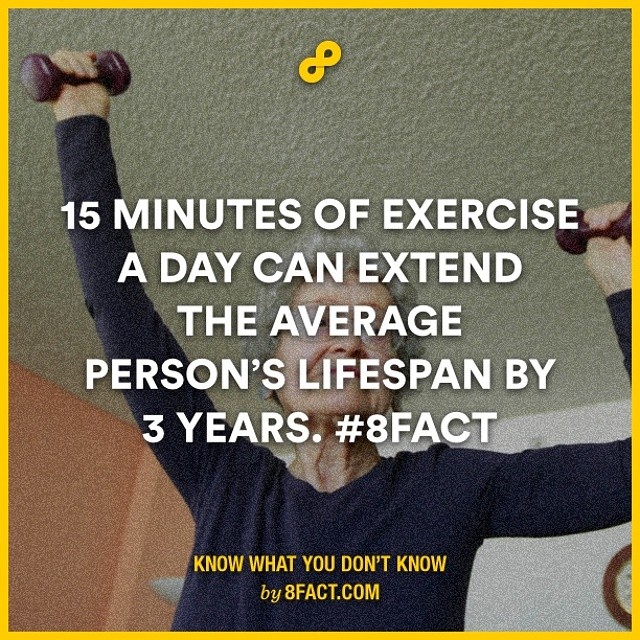 15 MINUTES OF EXERCISE
A DAY CAN EXTEND
THE AVERAGE
PERSON'S LIFESPAN BY
3 YEARS. #8FACT
KNOW WHAT YOU DON'T KNOW
by 8FACT.COM